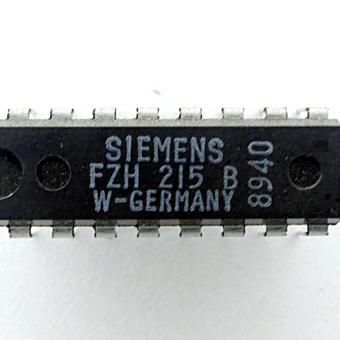 SIEMENS
FZH 215 B
W-GERMANY
8940